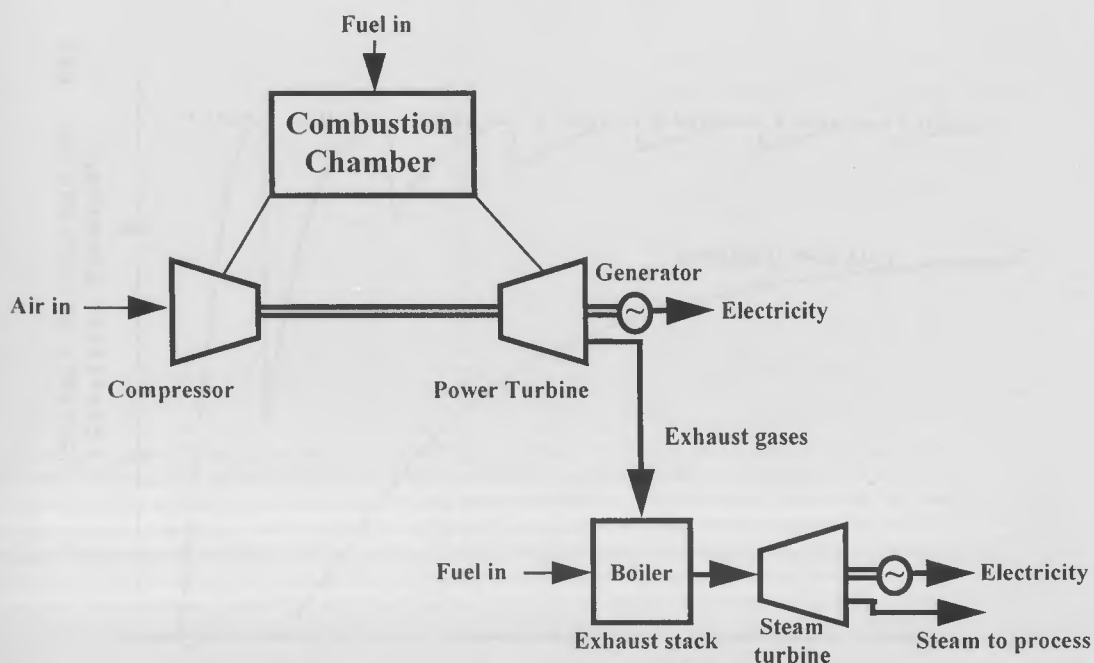 Fuel in
Combustion
Chamber
Generator
~
Air in
Electricity
Compressor
Power Turbine
Exhaust gases
Fuel in
Boiler
~
Electricity
Exhaust stack
Steam
turbine
Steam to process